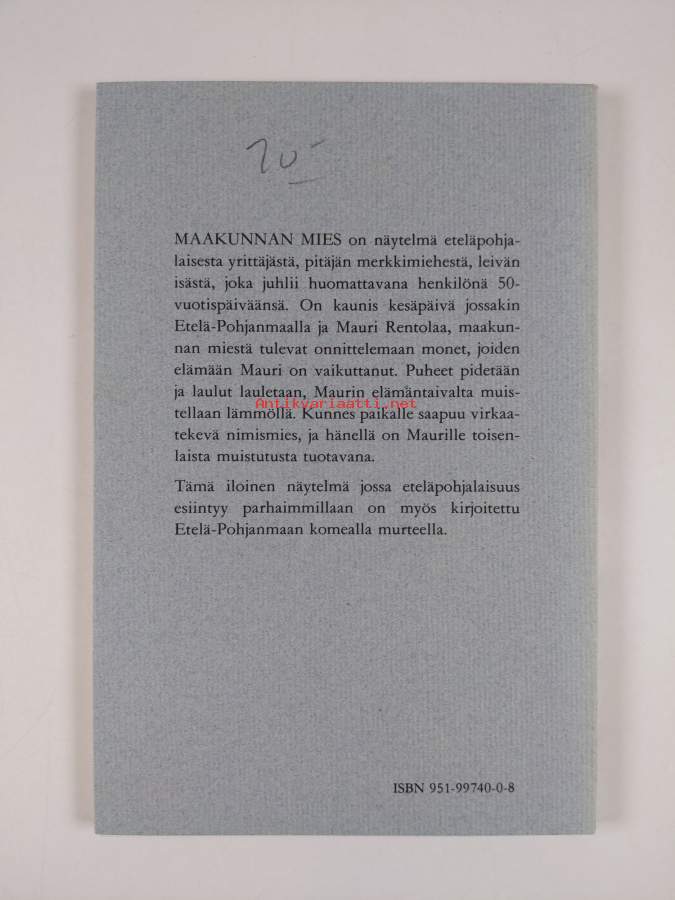 20-
MAAKUNNAN MIES on näytelmä eteläpohja-
laisesta yrittäjästä, pitäjän merkkimiehestä, leivän
isästä, joka juhlii huomattavana henkilönä 50-
vuotispäiväänsä. On kaunis kesäpäivä jossakin
Etelä-Pohjanmaalla ja Mauri Rentolaa, maakun-
nan miestä tulevat onnittelemaan monet, joiden
elämään Mauri on vaikuttanut. Puheet pidetään
ja laulut lauletaan, Maurin elämäntaivalta muis-
Antikvariaatti.net
tellaan lämmöllä. Kunnes paikalle saapuu virkaa-
tekevä nimismies, ja hänellä on Maurille toisen-
laista muistutusta tuotavana.
Tämä iloinen näytelmä jossa eteläpohjalaisuus
esiintyy parhaimmillaan on myös kirjoitettu
Etelä-Pohjanmaan komealla murteella.
ISBN 951-99740-0-8